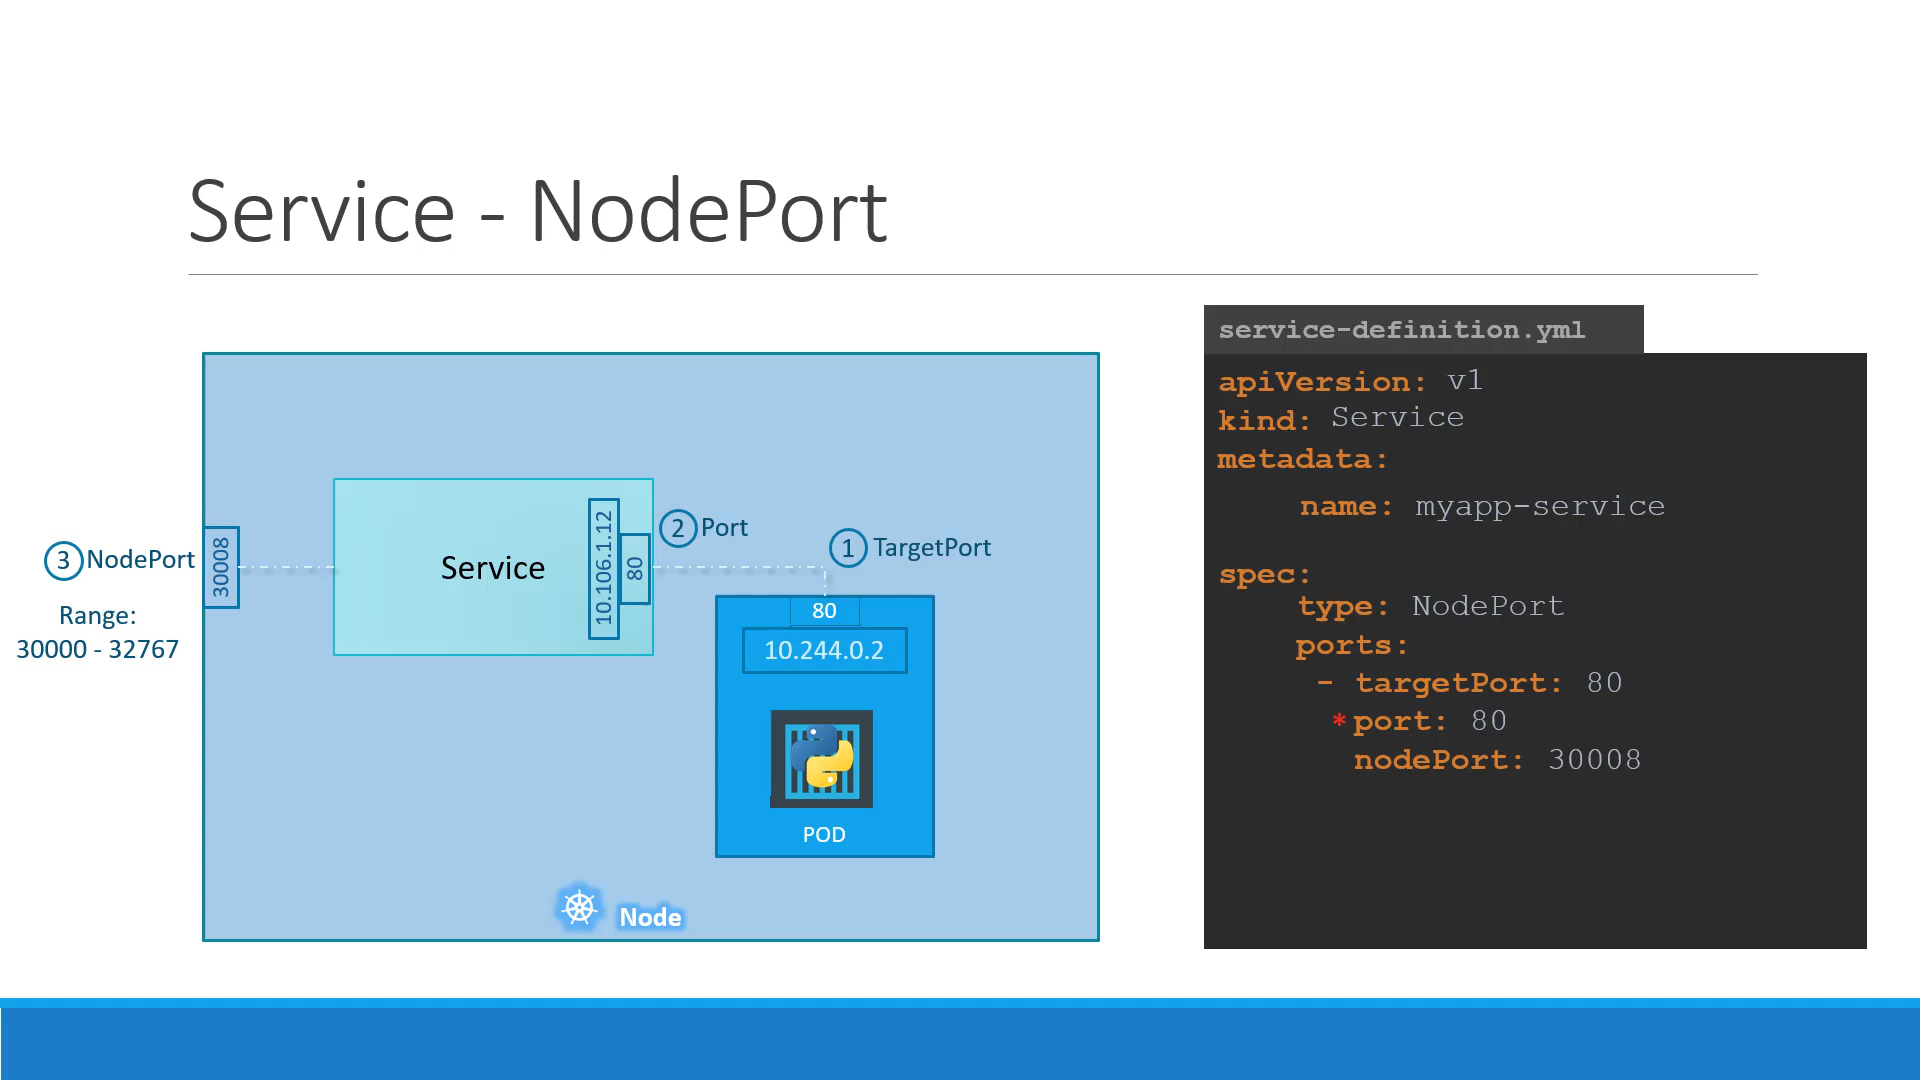 Service - NodePort
3 NodePort
Range:
30000 - 32767
30008
Service
10.106.1.12
80
2 Port
1 TargetPort
80
10.244.0.2
POD
Node
service-definition.yml
apiVersion: v1
kind: Service
metadata:
name: myapp-service
spec:
type: NodePort
ports:
- targetPort: 80
* port: 80
nodePort: 30008